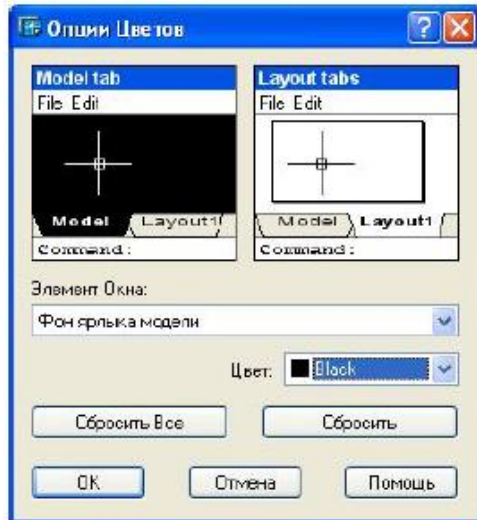 Опции Цветов
Model tab
File Edit
Model Layout1
Command:
Layout tabs
File Edit
Model Layout1
Command:
Элемент Окна:
Фон ярлыка модели
Цвет: Black
Сбросить Все Сбросить
OK Отмена Помощь